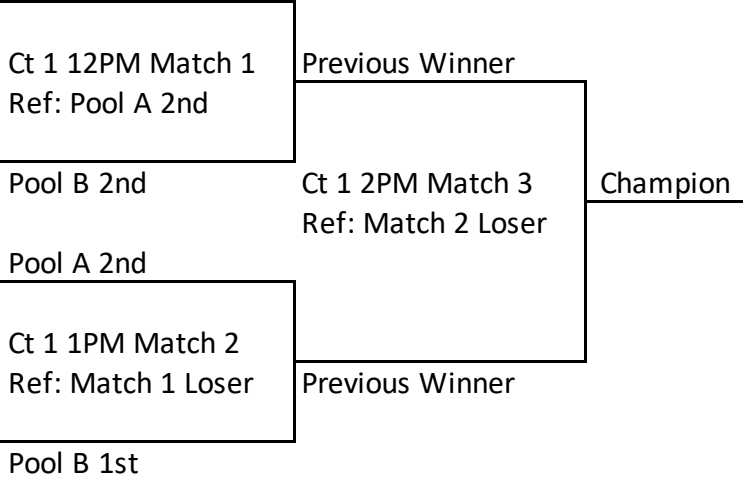 Ct 1 12PM Match 1
Ref: Pool A 2nd
Previous Winner
Pool B 2nd
Ct 1 2PM Match 3
Ref: Match 2 Loser
Champion
Pool A 2nd
Ct 1 1PM Match 2
Ref: Match 1 Loser
Previous Winner
Pool B 1st